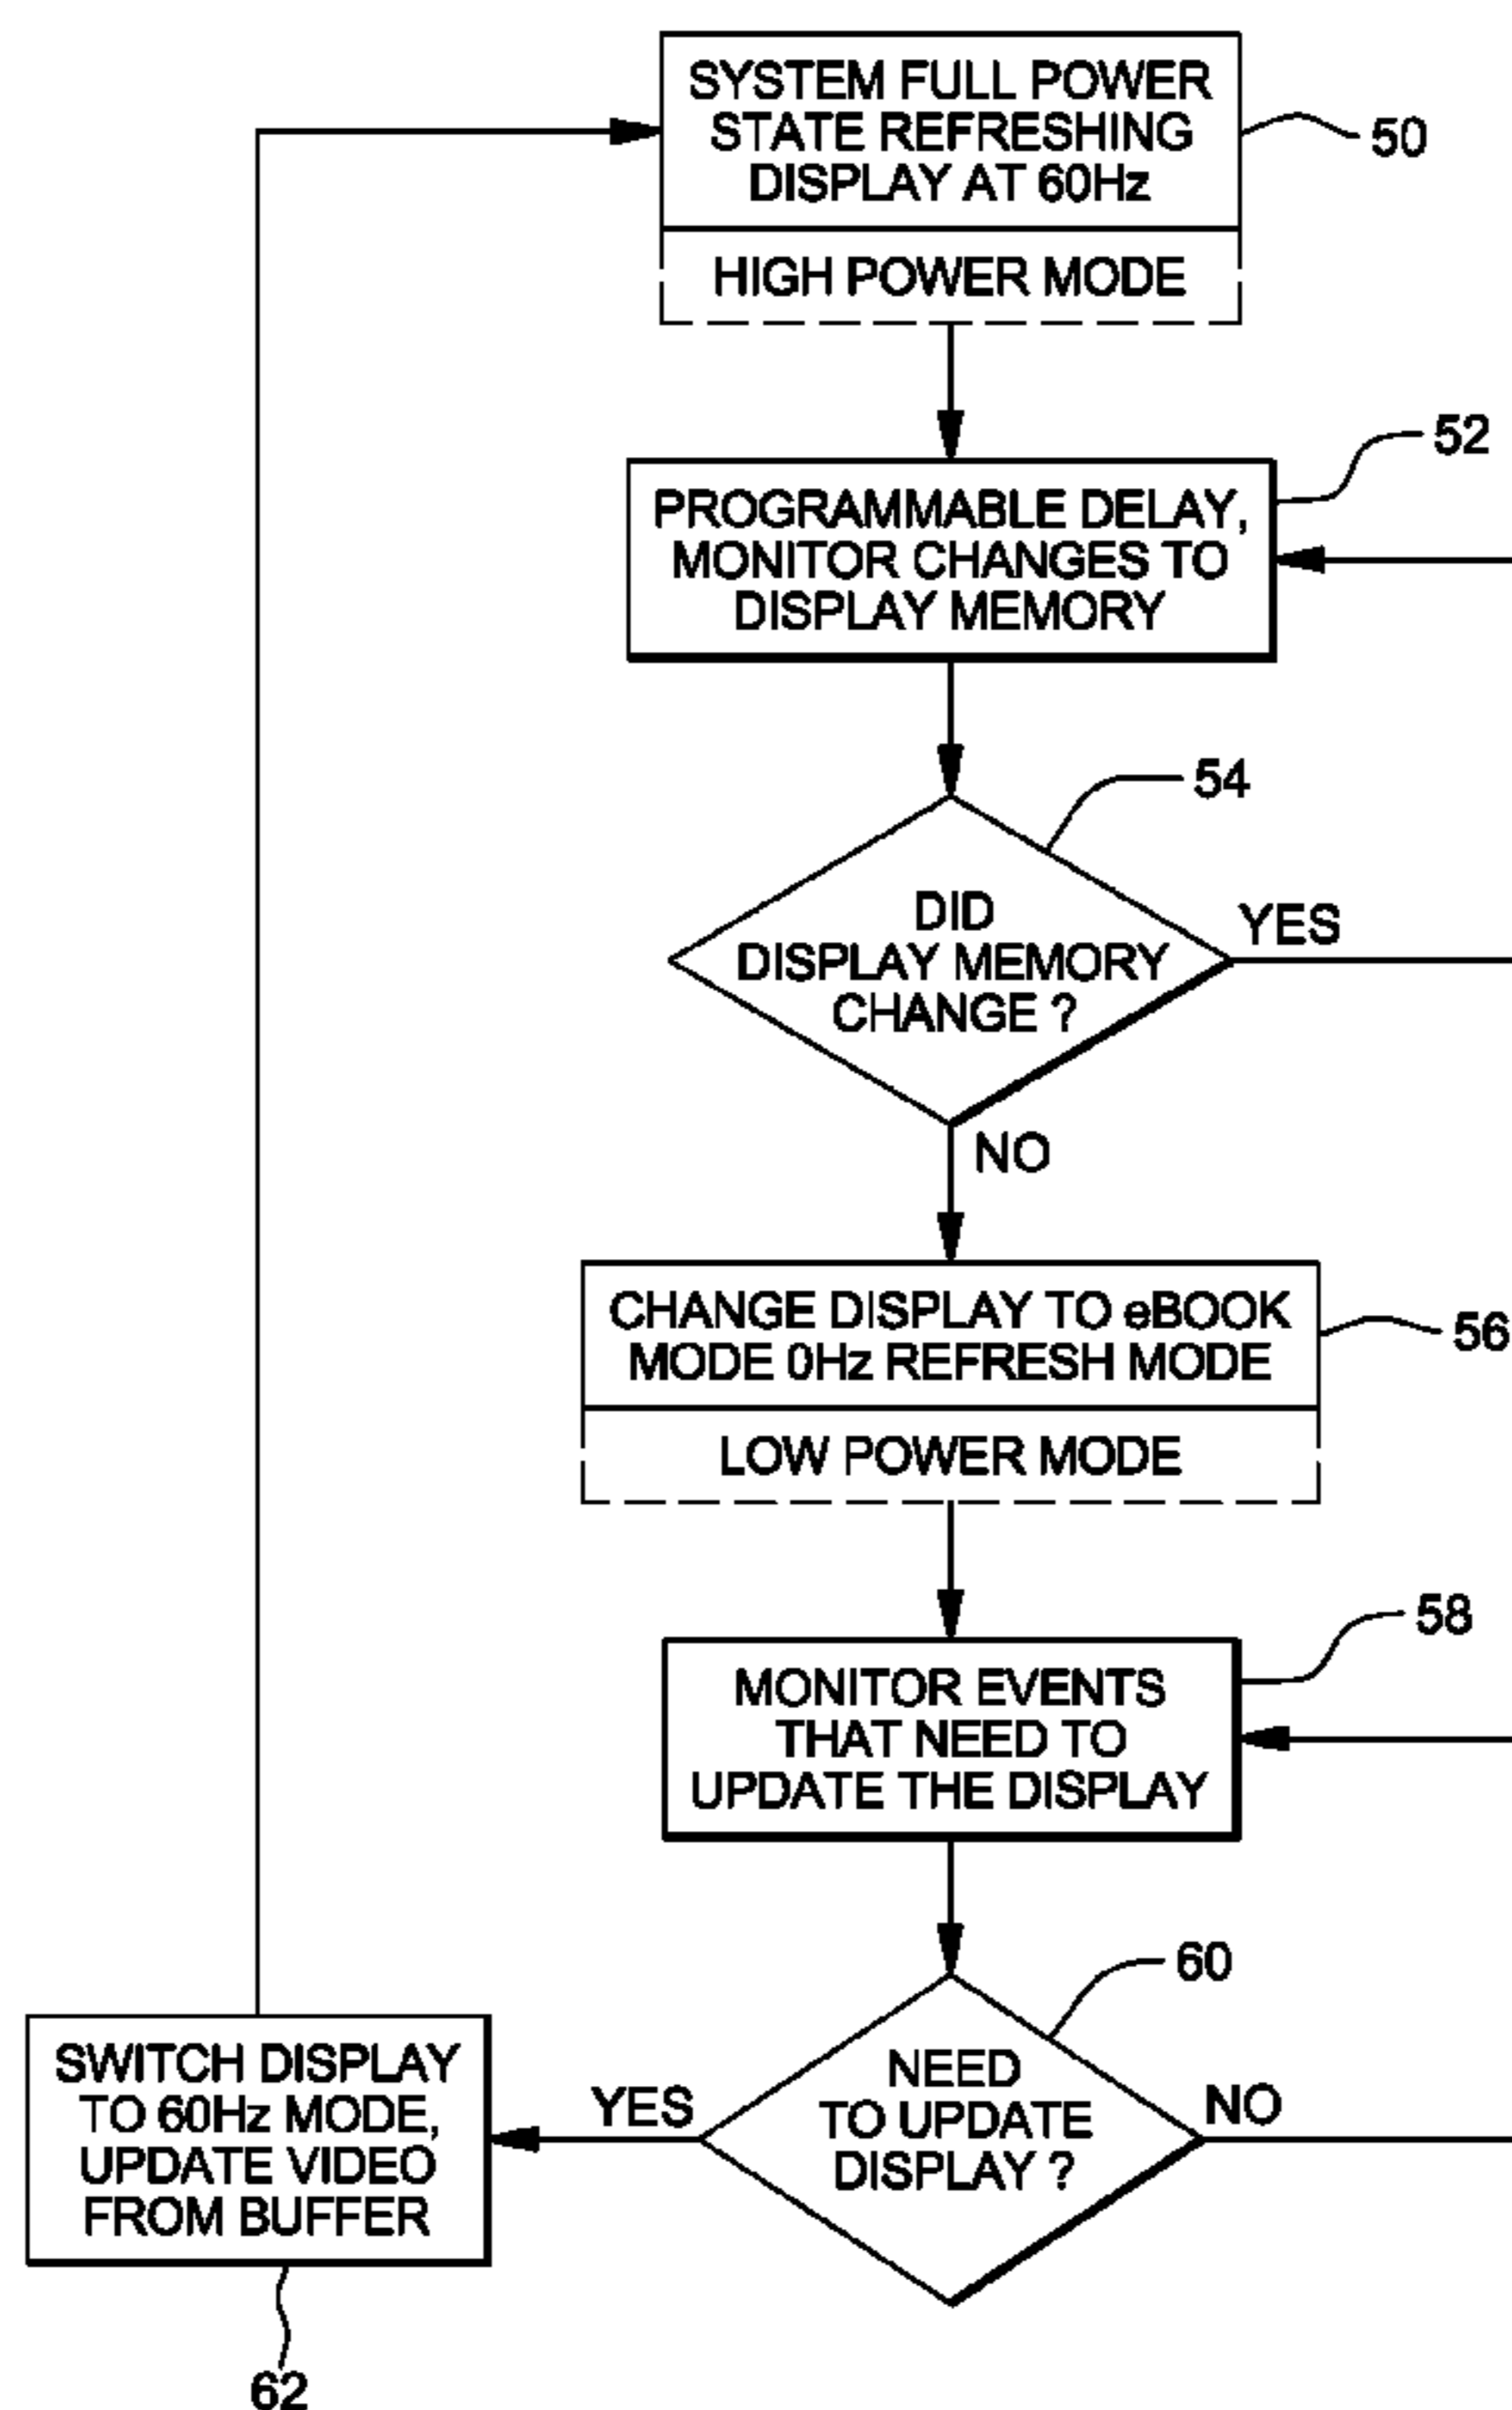 SYSTEM FULL POWER
STATE REFRESHING
DISPLAY AT 60Hz
50
HIGH POWER MODE
52
PROGRAMMABLE DELAY,
MONITOR CHANGES TO
DISPLAY MEMORY
54
DID
DISPLAY MEMORY
CHANGE ?
YES
NO
CHANGE DISPLAY TO eBOOK
MODE 0Hz REFRESH MODE
56
LOW POWER MODE
58
MONITOR EVENTS
THAT NEED TO
UPDATE THE DISPLAY
60
NEED
TO UPDATE
DISPLAY ?
YES
NO
SWITCH DISPLAY
TO 60Hz MODE,
UPDATE VIDEO
FROM BUFFER
62